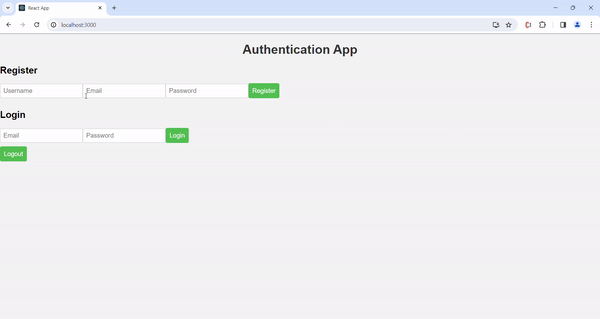 React App
localhost:3000
Authentication App
Register
Username Email Password Register
Login
Email Password Login
Logout